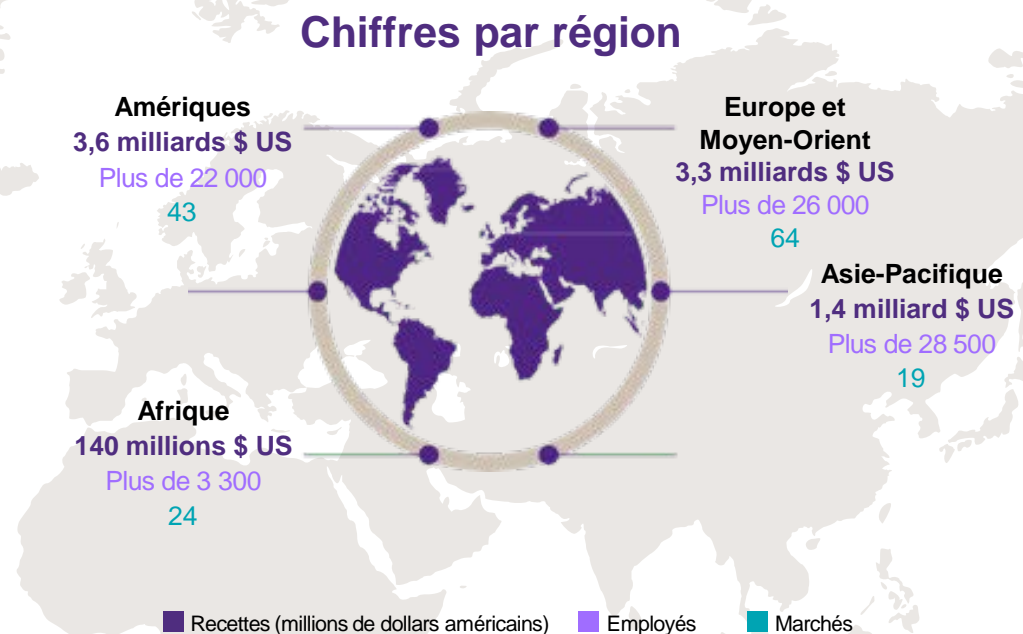 Chiffres par région
Amériques
3,6 milliards $ US
Plus de 22 000
43
Europe et
Moyen-Orient
3,3 milliards $ US
Plus de 26 000
64
Asie-Pacifique
1,4 milliard $ US
Plus de 28 500
19
Afrique
140 millions $ US
Plus de 3 300
24
Recettes (millions de dollars américains)
Employés
Marchés